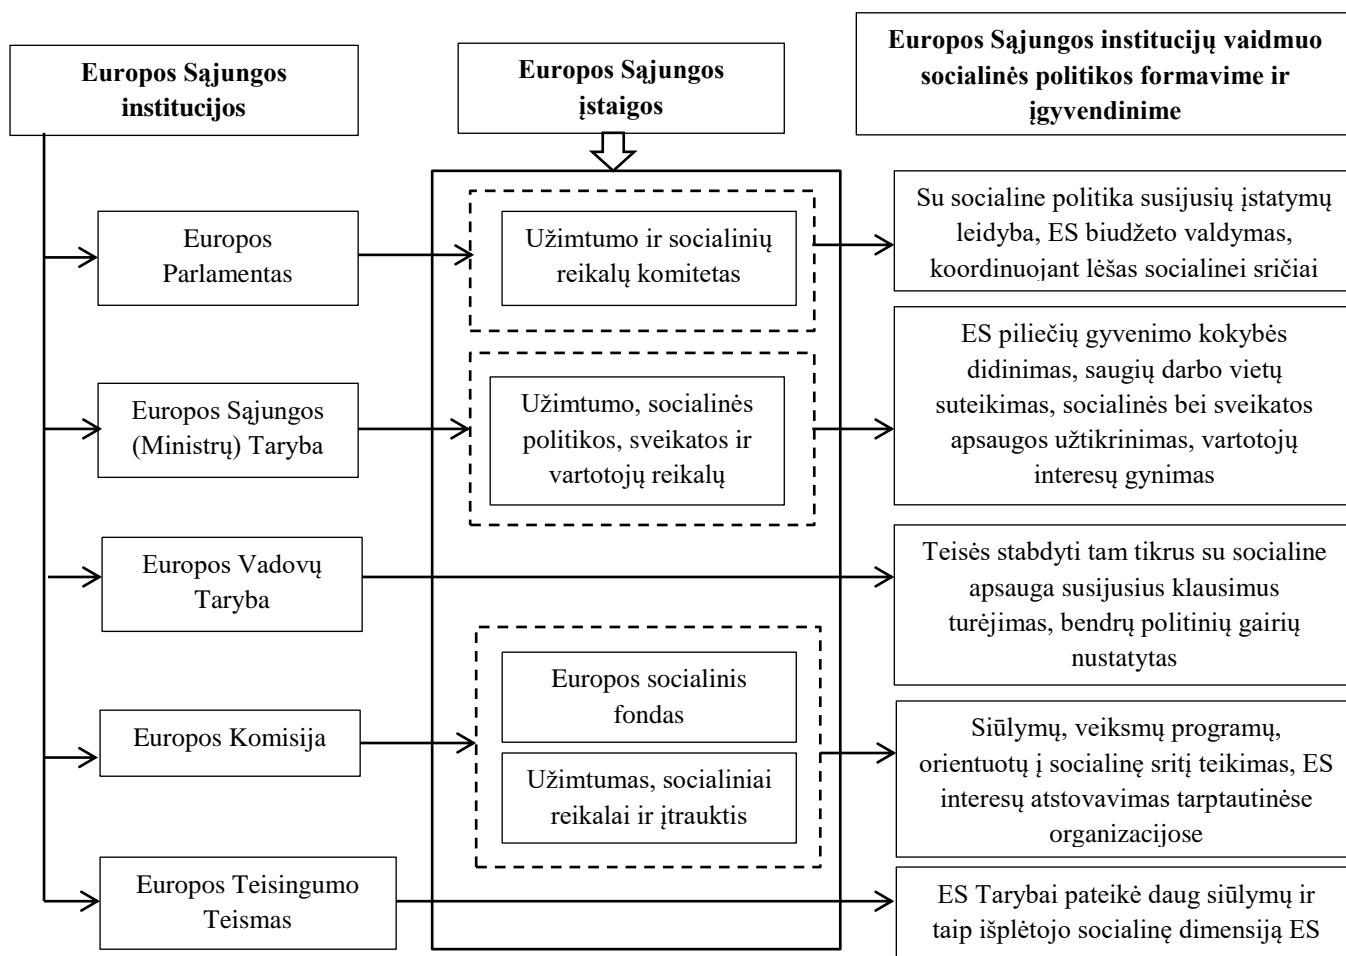 Europos Sąjungos
institucijos
Europos Sąjungos
įstaigos
Europos Sąjungos institucijų vaidmuo
socialinės politikos formavime ir
įgyvendinime
Europos
Parlamentas
Užimtumo ir socialinių
reikalų komitetas
Su socialine politika susijusių įstatymų
leidyba, ES biudžeto valdymas,
koordinuojant lėšas socialinei sričiai
Europos Sąjungos
(Ministrų) Taryba
Užimtumo, socialinės
politikos, sveikatos ir
vartotojų reikalų
ES piliečių gyvenimo kokybės
didinimas, saugių darbo vietų
suteikimas, socialinės bei sveikatos
apsaugos užtikrinimas, vartotojų
interesų gynimas
Europos Vadovų
Taryba
Teisės stabdyti tam tikrus su socialine
apsauga susijusius klausimus
turėjimas, bendrų politinių gairių
nustatytas
Europos Komisija
Europos socialinis
fondas
Užimtumas, socialiniai
reikalai ir įtrauktis
Siūlymų, veiksmų programų,
orientuotų į socialinę sritį teikimas, ES
interesų atstovavimas tarptautinėse
organizacijose
Europos Teisingumo
Teismas
ES Tarybai pateikė daug siūlymų ir
taip išplėtojo socialinę dimensiją ES